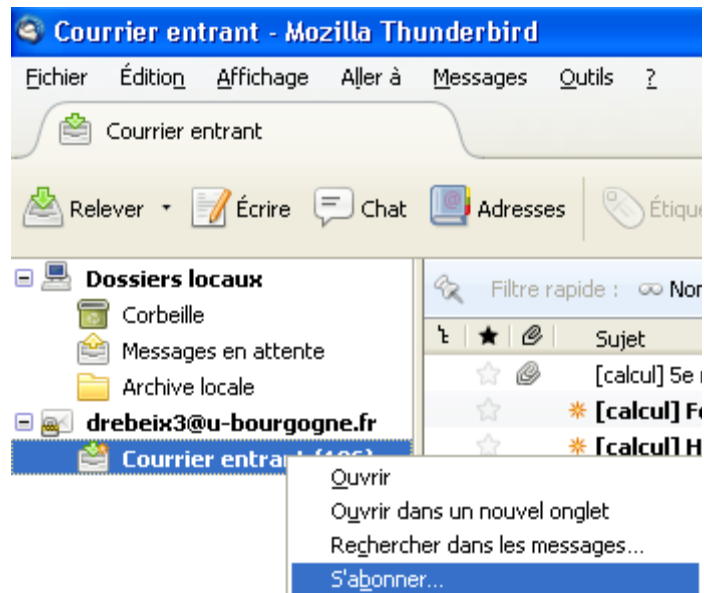 Courrier entrant - Mozilla Thunderbird
Fichier Édition Affichage Aller à Messages Outils ?
Courrier entrant
Relever Écrire Chat Adresses
Dossiers locaux
Filtre rapide :
Corbeille
Sujet
Messages en attente
[calcul] 5e
Archive locale
[calcul]
drebeix3@u-bourgogne.fr
[calcul]
Courrier
Ouvrir
Ouvrir dans un nouvel onglet
Rechercher dans les messages...
S'abonner...